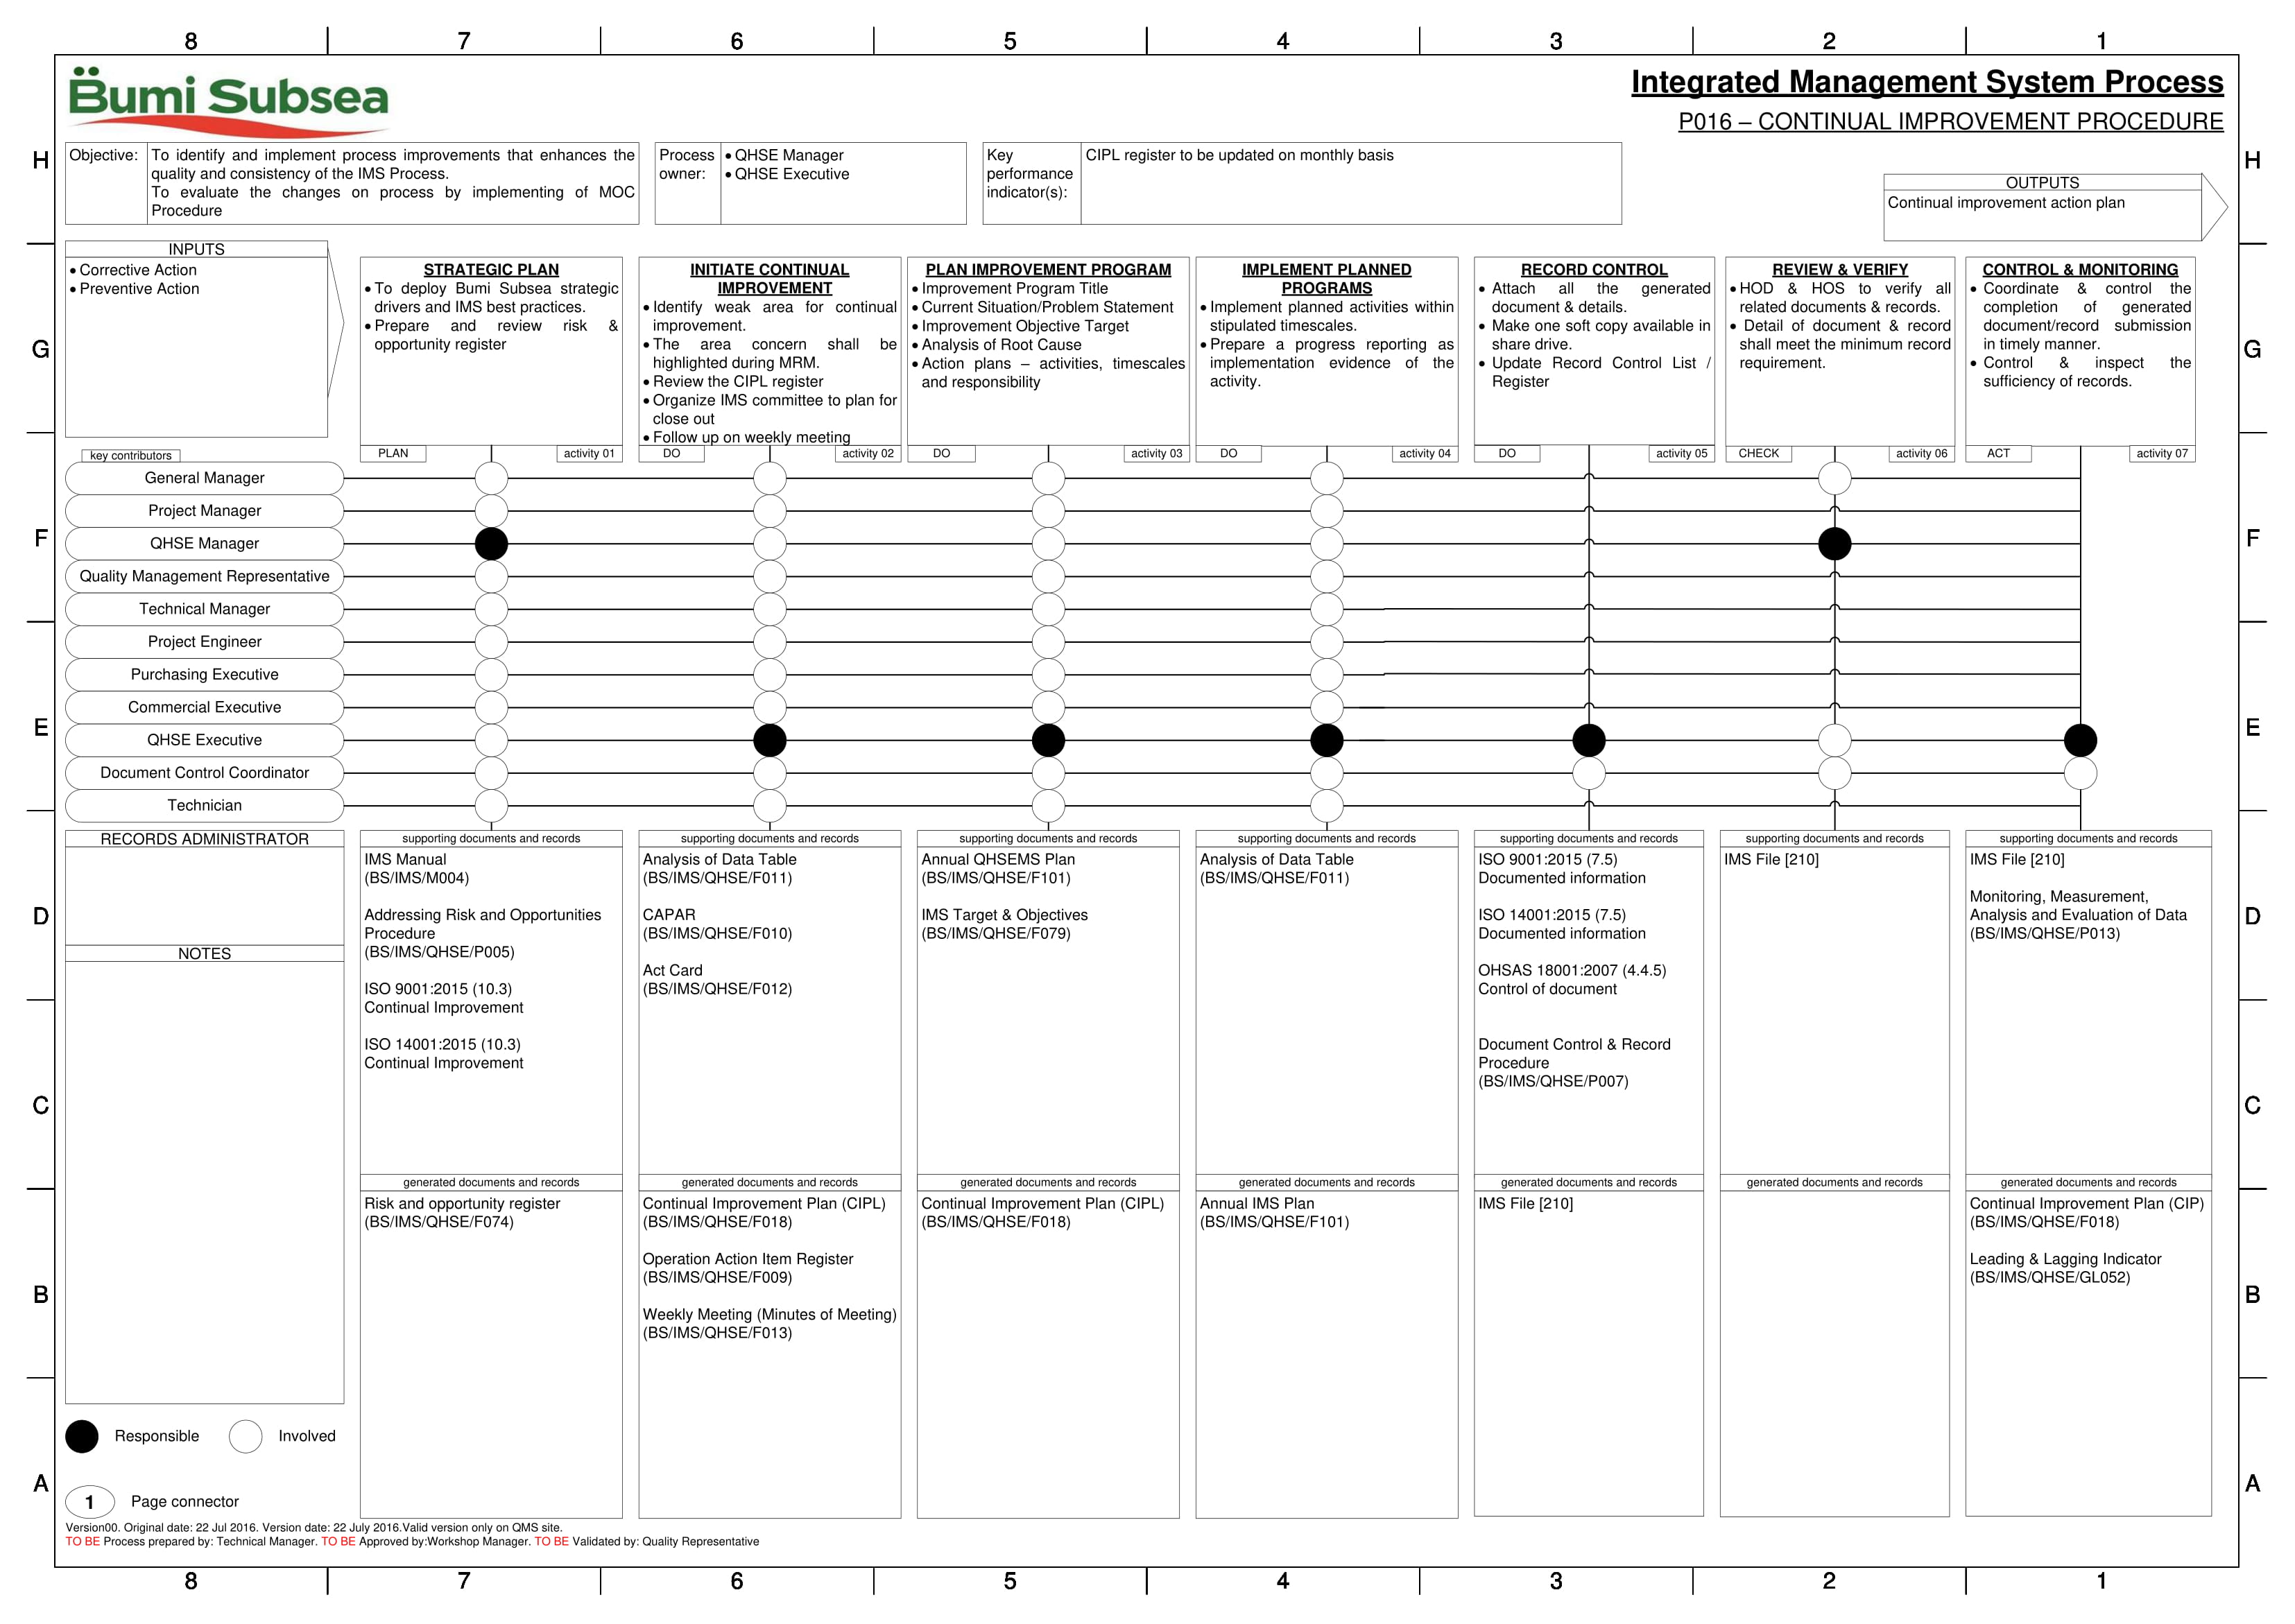 8 7 6 5 4 3 2 1
Bumi Subsea
Integrated Management System Process
P016 – CONTINUAL IMPROVEMENT PROCEDURE
H
H
Objective:
To identify and implement process improvements that enhances the
quality and consistency of the IMS Process.
To evaluate the changes on process by implementing of MOC
Procedure
Process
owner:
• QHSE Manager
• QHSE Executive
Key
performance
indicator(s):
CIPL register to be updated on monthly basis
OUTPUTS
Continual improvement action plan
INPUTS
• Corrective Action
• Preventive Action
G
G
STRATEGIC PLAN
• To deploy Bumi Subsea strategic
drivers and IMS best practices.
• Prepare and review risk &
opportunity register
PLAN
activity 01
INITIATE CONTINUAL
IMPROVEMENT
• Identify weak area for continual
improvement.
• The area concern shall be
highlighted during MRM.
• Review the CIPL register
• Organize IMS committee to plan for
close out
• Follow up on weekly meeting
DO
activity 02
PLAN IMPROVEMENT PROGRAM
• Improvement Program Title
• Current Situation/Problem Statement
• Improvement Objective Target
• Analysis of Root Cause
• Action plans – activities, timescales
and responsibility
DO
activity 03
IMPLEMENT PLANNED
PROGRAMS
• Implement planned activities within
stipulated timescales.
• Prepare a progress reporting as
implementation evidence of the
activity.
DO
activity 04
RECORD CONTROL
• Attach all the generated
document & details.
• Make one soft copy available in
share drive.
• Update Record Control List /
Register
DO
activity 05
REVIEW & VERIFY
• HOD & HOS to verify all
related documents & records.
• Detail of document & record
shall meet the minimum record
requirement.
CHECK
activity 06
CONTROL & MONITORING
• Coordinate & control the
completion of generated
document/record submission
in timely manner.
• Control & inspect the
sufficiency of records.
ACT
activity 07
key contributors
General Manager
Project Manager
F
F
QHSE Manager
Quality Management Representative
Technical Manager
Project Engineer
Purchasing Executive
Commercial Executive
E
E
QHSE Executive
Document Control Coordinator
Technician
RECORDS ADMINISTRATOR
D
D
NOTES
supporting documents and records
IMS Manual
(BS/IMS/M004)
Addressing Risk and Opportunities
Procedure
(BS/IMS/QHSE/P005)
ISO 9001:2015 (10.3)
Continual Improvement
ISO 14001:2015 (10.3)
Continual Improvement
supporting documents and records
Analysis of Data Table
(BS/IMS/QHSE/F011)
CAPAR
(BS/IMS/QHSE/F010)
Act Card
(BS/IMS/QHSE/F012)
supporting documents and records
Annual QHSEMS Plan
(BS/IMS/QHSE/F101)
IMS Target & Objectives
(BS/IMS/QHSE/F079)
supporting documents and records
Analysis of Data Table
(BS/IMS/QHSE/F011)
supporting documents and records
ISO 9001:2015 (7.5)
Documented information
ISO 14001:2015 (7.5)
Documented information
OHSAS 18001:2007 (4.4.5)
Control of document
Document Control & Record
Procedure
(BS/IMS/QHSE/P007)
supporting documents and records
IMS File [210]
supporting documents and records
IMS File [210]
Monitoring, Measurement,
Analysis and Evaluation of Data
(BS/IMS/QHSE/P013)
C
C
generated documents and records
Risk and opportunity register
(BS/IMS/QHSE/F074)
generated documents and records
Continual Improvement Plan (CIPL)
(BS/IMS/QHSE/F018)
Operation Action Item Register
(BS/IMS/QHSE/F009)
Weekly Meeting (Minutes of Meeting)
(BS/IMS/QHSE/F013)
generated documents and records
Continual Improvement Plan (CIPL)
(BS/IMS/QHSE/F018)
generated documents and records
Annual IMS Plan
(BS/IMS/QHSE/F101)
generated documents and records
IMS File [210]
generated documents and records
generated documents and records
Continual Improvement Plan (CIP)
(BS/IMS/QHSE/F018)
Leading & Lagging Indicator
(BS/IMS/QHSE/GL052)
B
B
Responsible
Involved
A
A
1
Page connector
Version00. Original date: 22 Jul 2016. Version date: 22 July 2016.Valid version only on QMS site.
TO BE Process prepared by: Technical Manager. TO BE Approved by:Workshop Manager. TO BE Validated by: Quality Representative
8 7 6 5 4 3 2 1